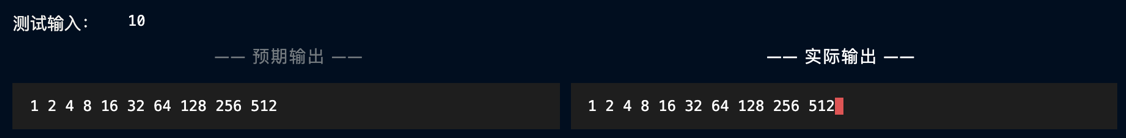 测试输入： 10
—— 预期输出 ——
1 2 4 8 16 32 64 128 256 512
—— 实际输出 ——
1 2 4 8 16 32 64 128 256 512